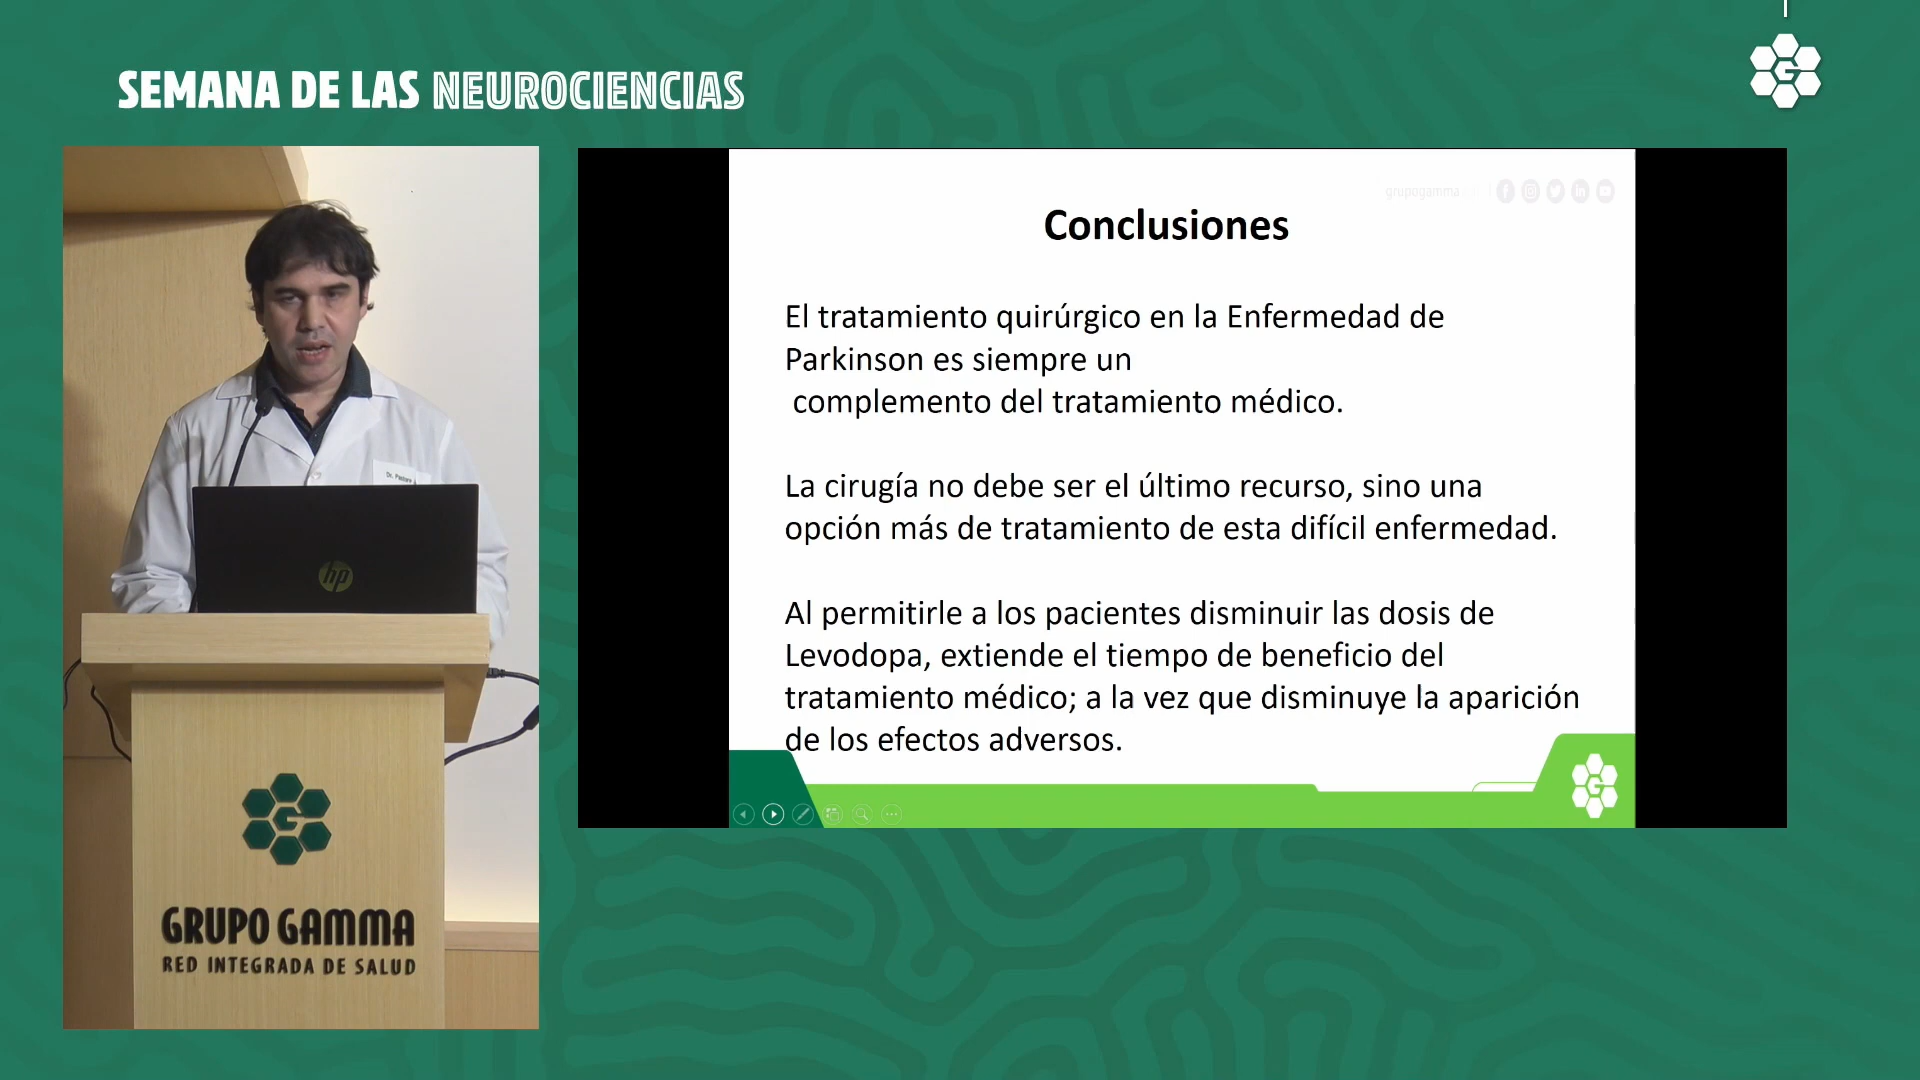 SEMANA DE LAS NEUROCIENCIAS
grupogamma
Conclusiones
El tratamiento quirúrgico en la Enfermedad de
Parkinson es siempre un
complemento del tratamiento médico.
La cirugía no debe ser el último recurso, sino una
opción más de tratamiento de esta difícil enfermedad.
Al permitirle a los pacientes disminuir las dosis de
Levodopa, extiende el tiempo de beneficio del
tratamiento médico; a la vez que disminuye la aparición
de los efectos adversos.
Dr.
hp
GRUPO GAMMA
RED INTEGRADA DE SALUD